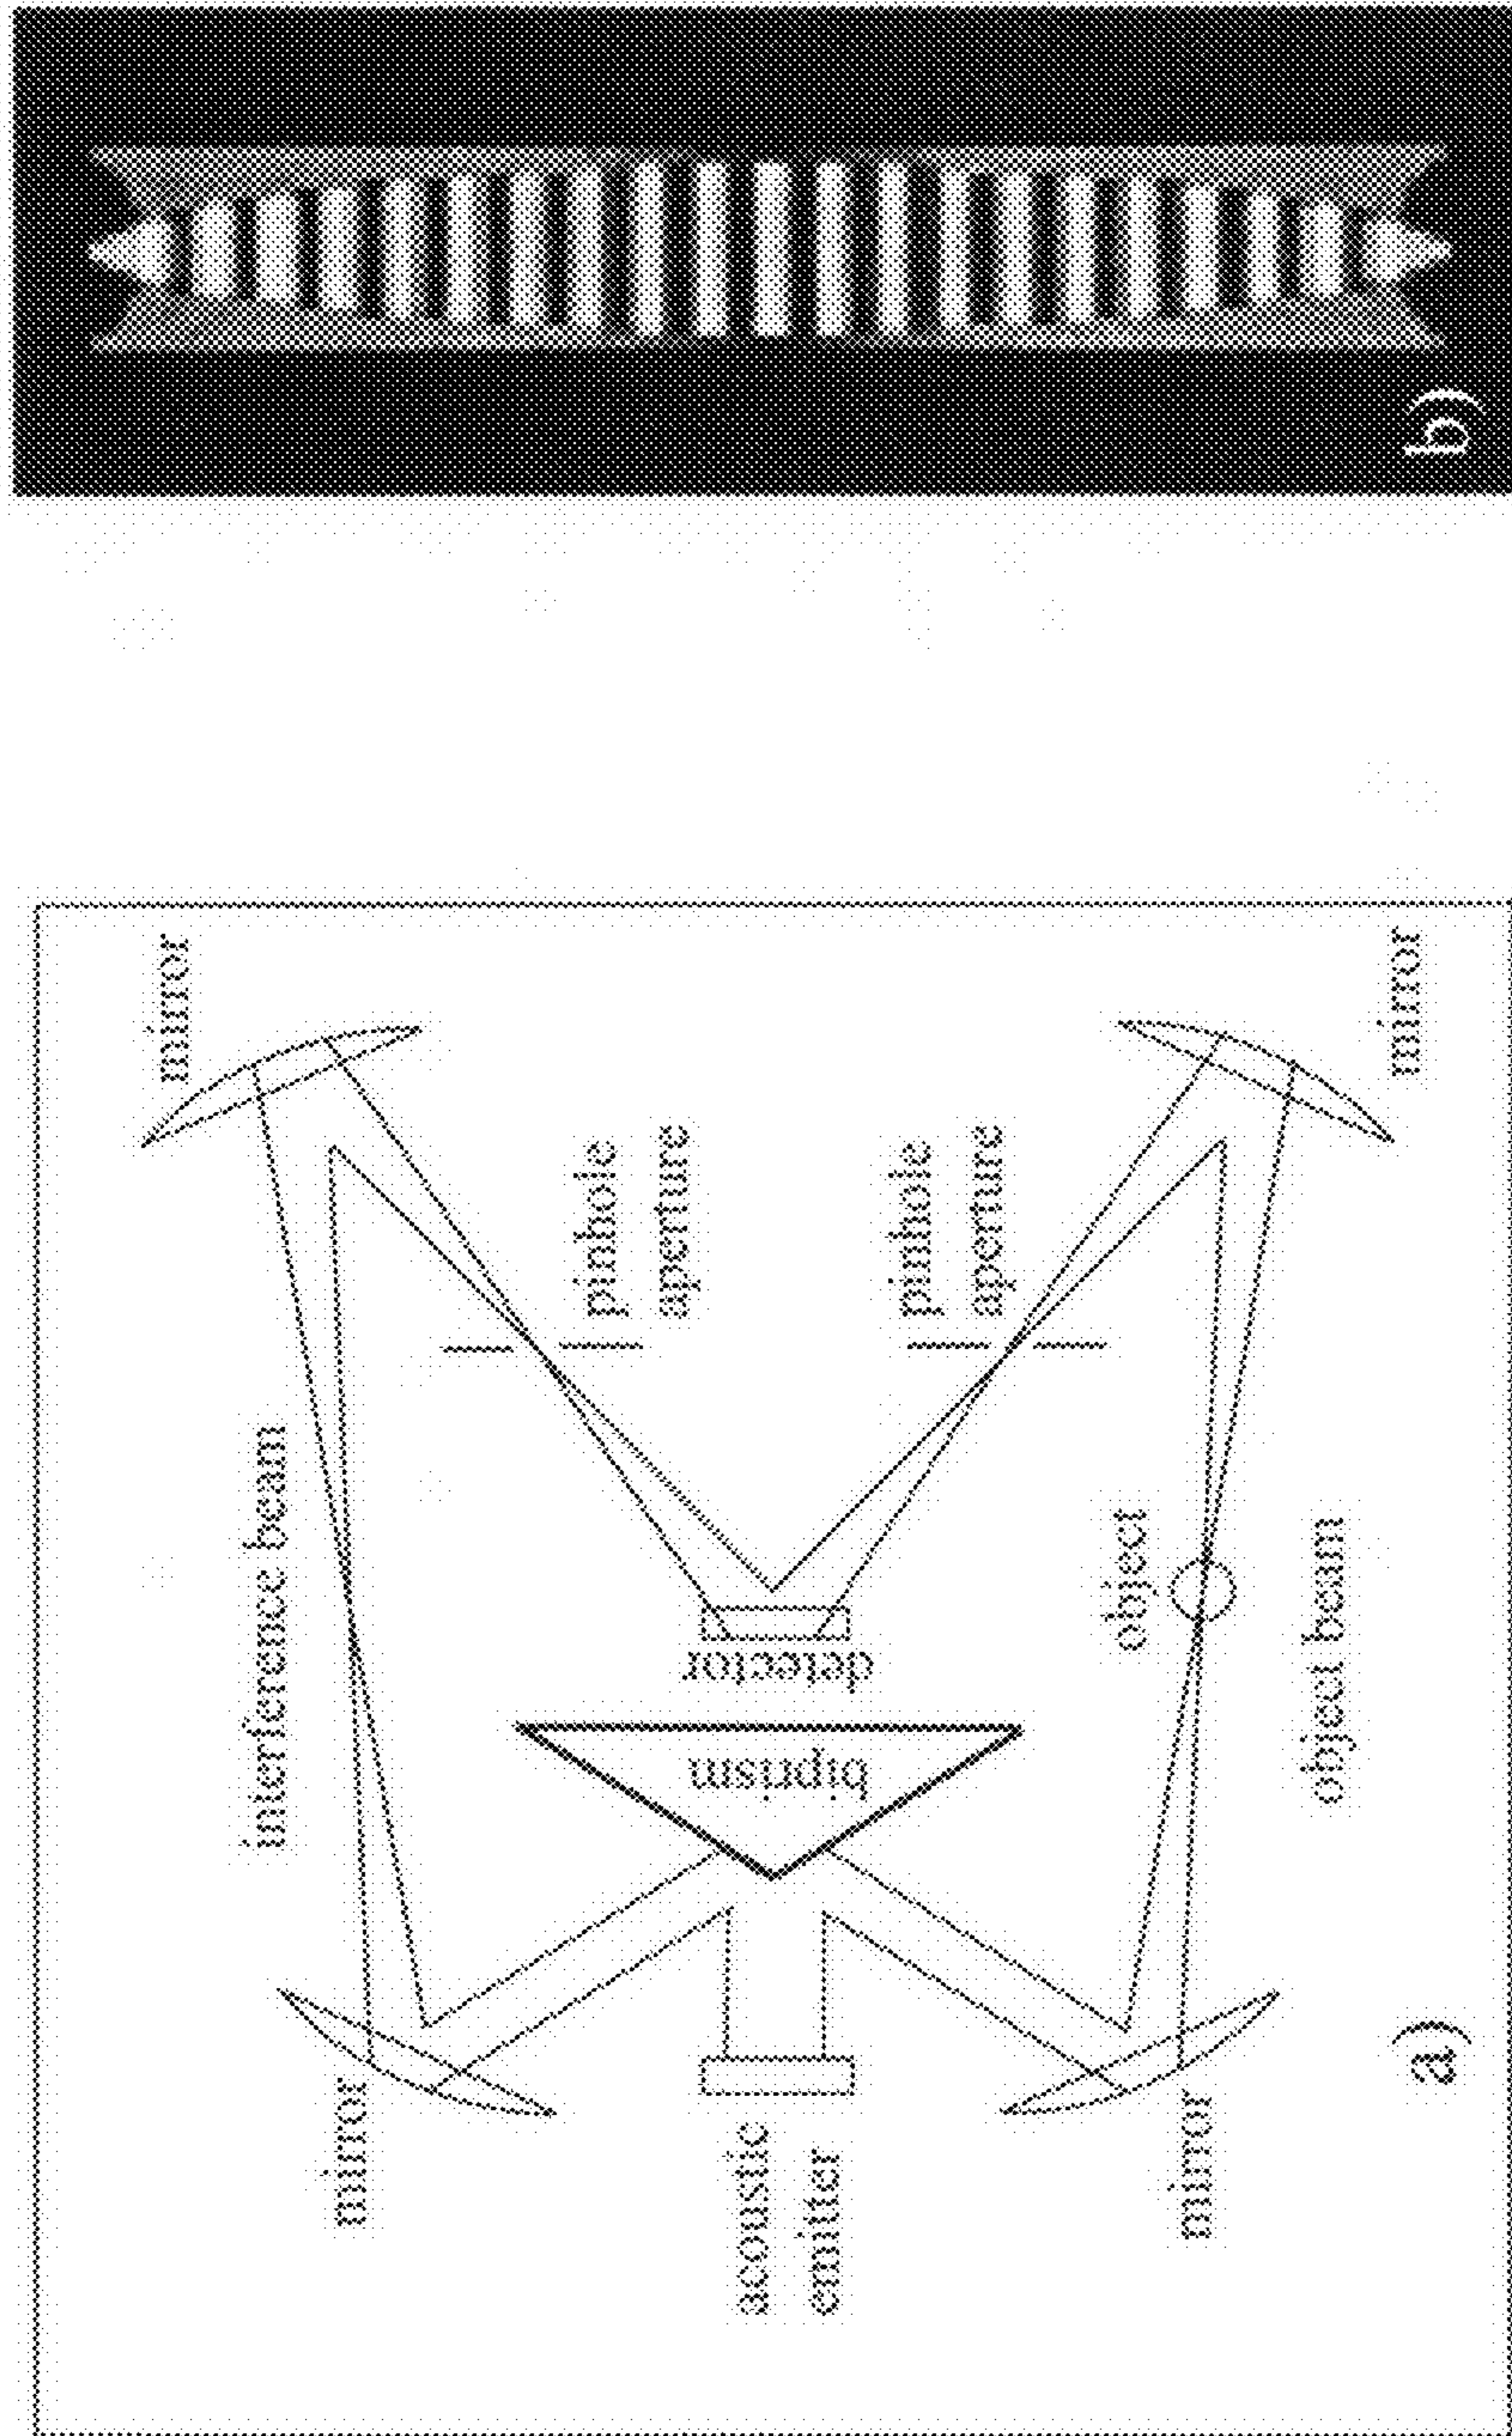 mirror
interference beam
mirror
pinhole
aperture
acoustic
emitter
biprism
detector
pinhole
aperture
object
mirror
object beam
mirror
a)
b)